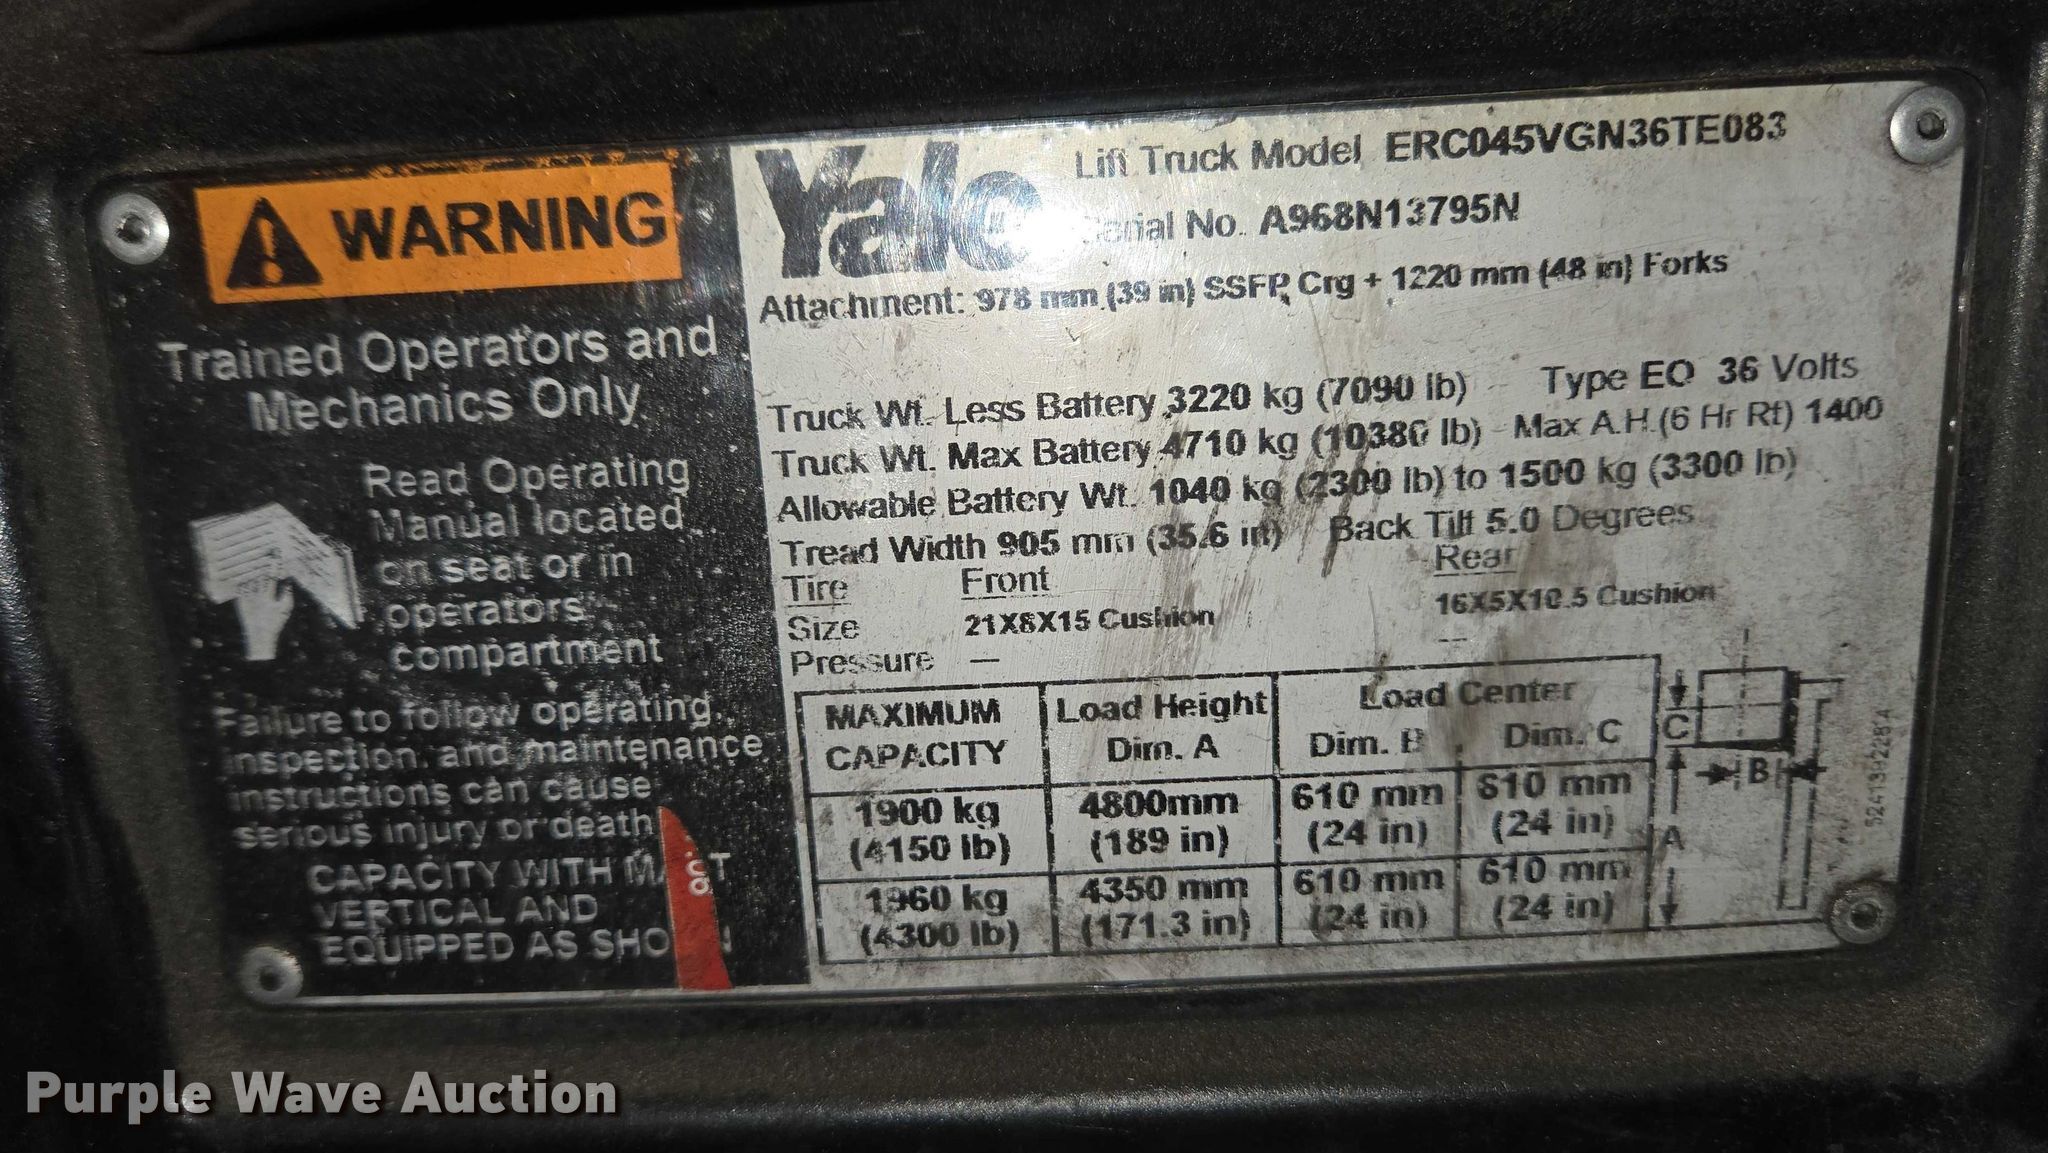 WARNING
Trained Operators and
Mechanics Only.
Read Operating
Manual located
on seat or in
operators
compartment
Failure to follow operating,
inspection, and maintenance
instructions can cause
serious injury or death
CAPACITY WITH
VERTICAL AND
EQUIPPED AS
Yale
Lift Truck Model ERC045VGN36TE083
Serial No. A968N13795N
Attachment: 978 mm (39 in) SSFP Crg + 1220 mm (48 in) Forks
Truck Wt. Less Battery 3220 kg (7090 lb) Type EO 36 Volts
Truck Wt. Max Battery 4710 kg (10380 lb) Max A.H.(6 Hr Rt) 1400
Allowable Battery Wt. 1040 kg (2300 lb) to 1500 kg (3300 lb)
Tread Width 905 mm (35.6 in) Back Tilt 5.0 Degrees
Tire Front Rear
Size 21X8X15 Cushion 16X5X10.5 Cushion
Pressure — —
MAXIMUM CAPACITY Load Height Dim. A Load Center Dim. B Dim. C
1900 kg (4150 lb) 4800mm (189 in) 610 mm (24 in) 610 mm (24 in)
1960 kg (4300 lb) 4350 mm (171.3 in) 610 mm (24 in) 610 mm (24 in)
C
B
A
Purple Wave Auction